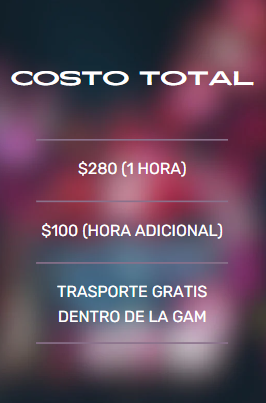 COSTO TOTAL
$280 (1 HORA)
$100 (HORA ADICIONAL)
TRASPORTE GRATIS
DENTRO DE LA GAM